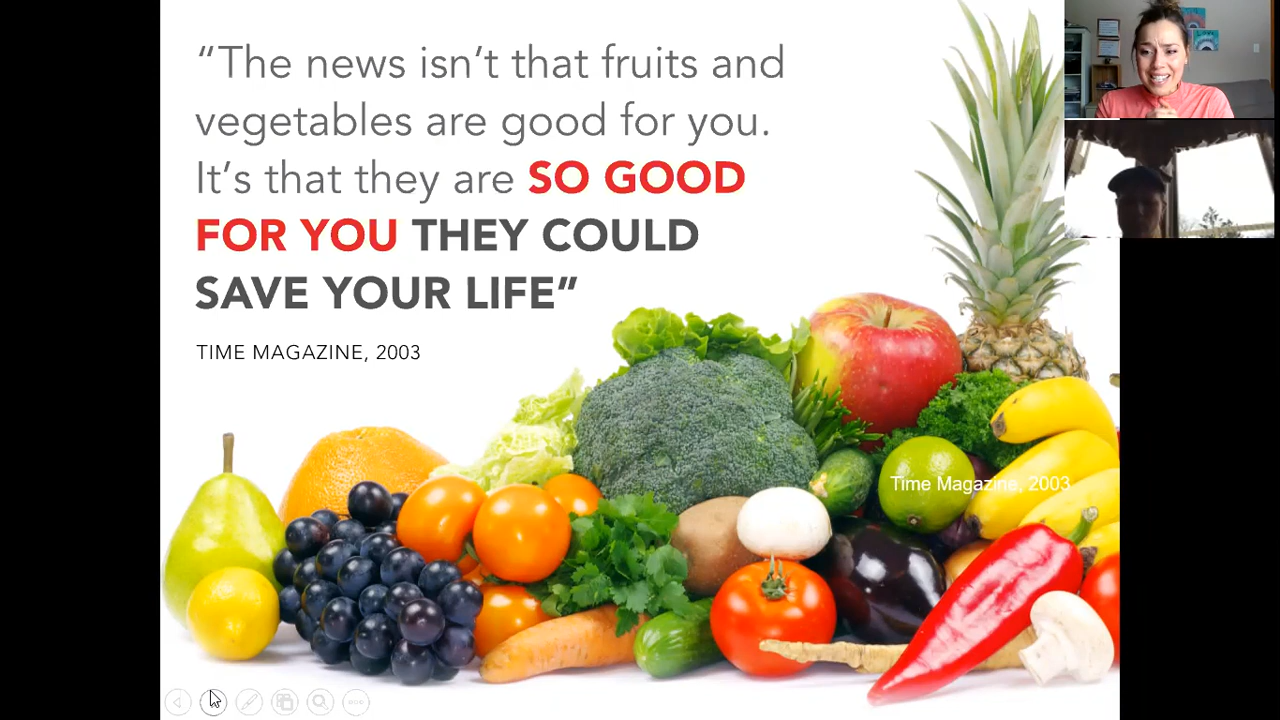 “The news isn’t that fruits and
vegetables are good for you.
It’s that they are SO GOOD
FOR YOU THEY COULD
SAVE YOUR LIFE”
TIME MAGAZINE, 2003
Time Magazine, 2003